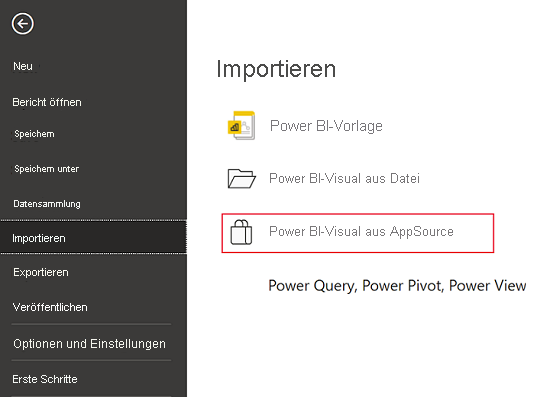 Neu
Bericht öffnen
Speichern
Speichern unter
Datensammlung
Importieren
Exportieren
Veröffentlichen
Optionen und Einstellungen
Erste Schritte
Importieren
Power BI-Vorlage
Power BI-Visual aus Datei
Power BI-Visual aus AppSource
Power Query, Power Pivot, Power View